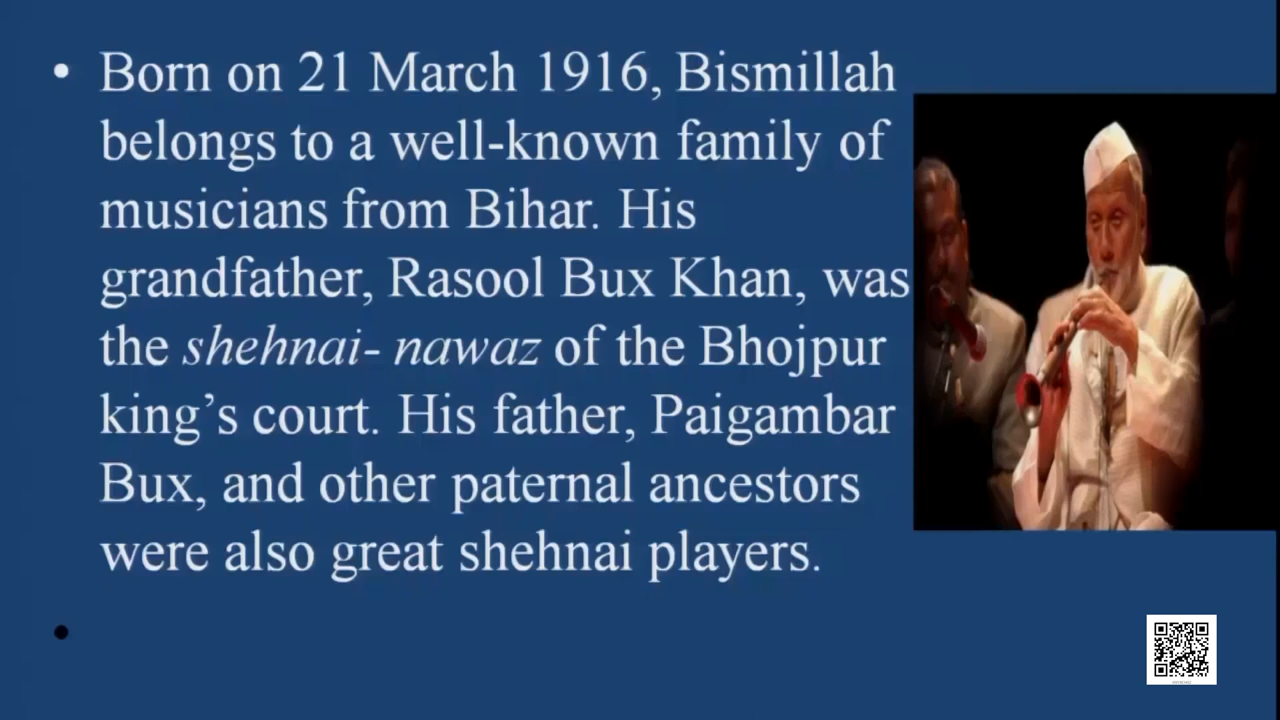 • Born on 21 March 1916, Bismillah
belongs to a well-known family of
musicians from Bihar. His
grandfather, Rasool Bux Khan, was
the shehnai- nawaz of the Bhojpur
king’s court. His father, Paigambar
Bux, and other paternal ancestors
were also great shehnai players.
•